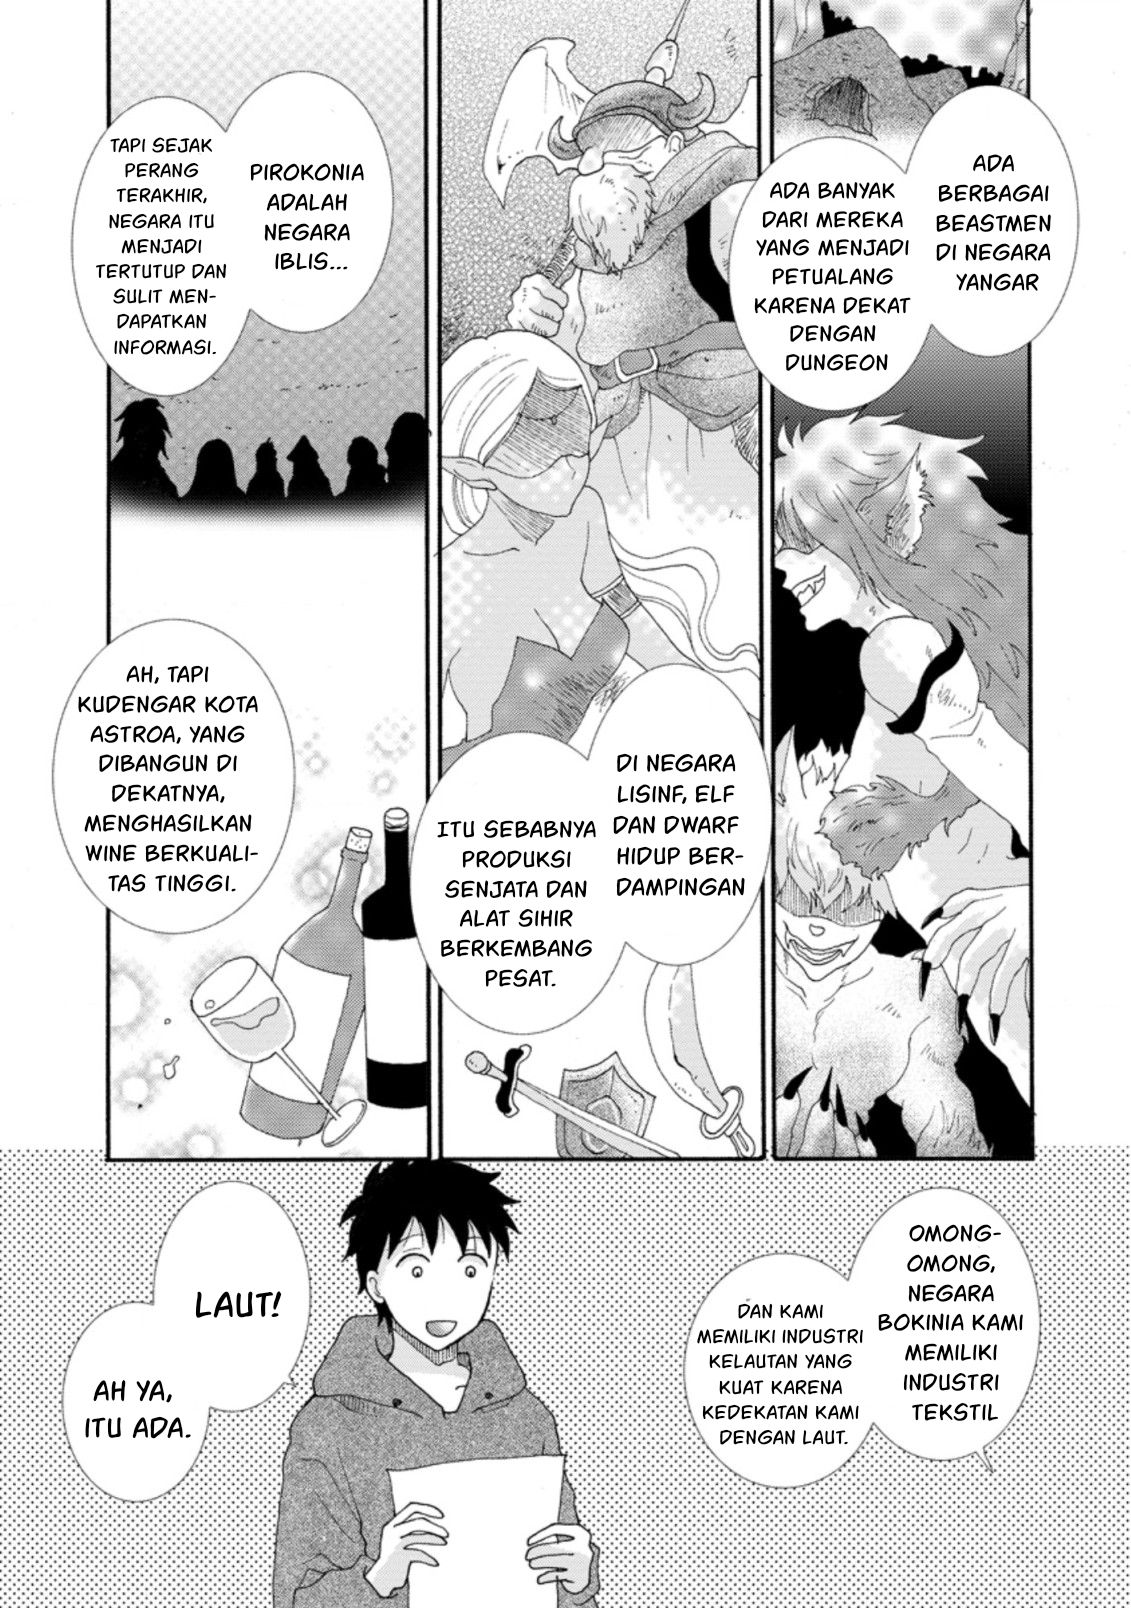 ADA
BERBAGAI
BEASTMEN
DI NEGARA
YANGAR
ADA BANYAK
DARI MEREKA
YANG MENJADI
PETUALANG
KARENA DEKAT
DENGAN
DUNGEON
DI NEGARA
LISINF, ELF
DAN DWARF
HIDUP BER-
DAMPINGAN
ITU SEBABNYA
PRODUKSI
SENJATA DAN
ALAT SIHIR
BERKEMBANG
PESAT.
PIROKONIA
ADALAH
NEGARA
IBLIS...
TAPI SEJAK
PERANG
TERAKHIR,
NEGARA ITU
MENJADI
TERTUTUP DAN
SULIT MEN-
DAPATKAN
INFORMASI.
AH, TAPI
KUDENGAR KOTA
ASTROA, YANG
DIBANGUN DI
DEKATNYA,
MENGHASILKAN
WINE BERKUALI-
TAS TINGGI.
OMONG-
OMONG,
NEGARA
BOKINIA KAMI
MEMILIKI
INDUSTRI
TEKSTIL
DAN KAMI
MEMILIKI INDUSTRI
KELAUTAN YANG
KUAT KARENA
KEDEKATAN KAMI
DENGAN LAUT.
LAUT!
AH YA,
ITU ADA.